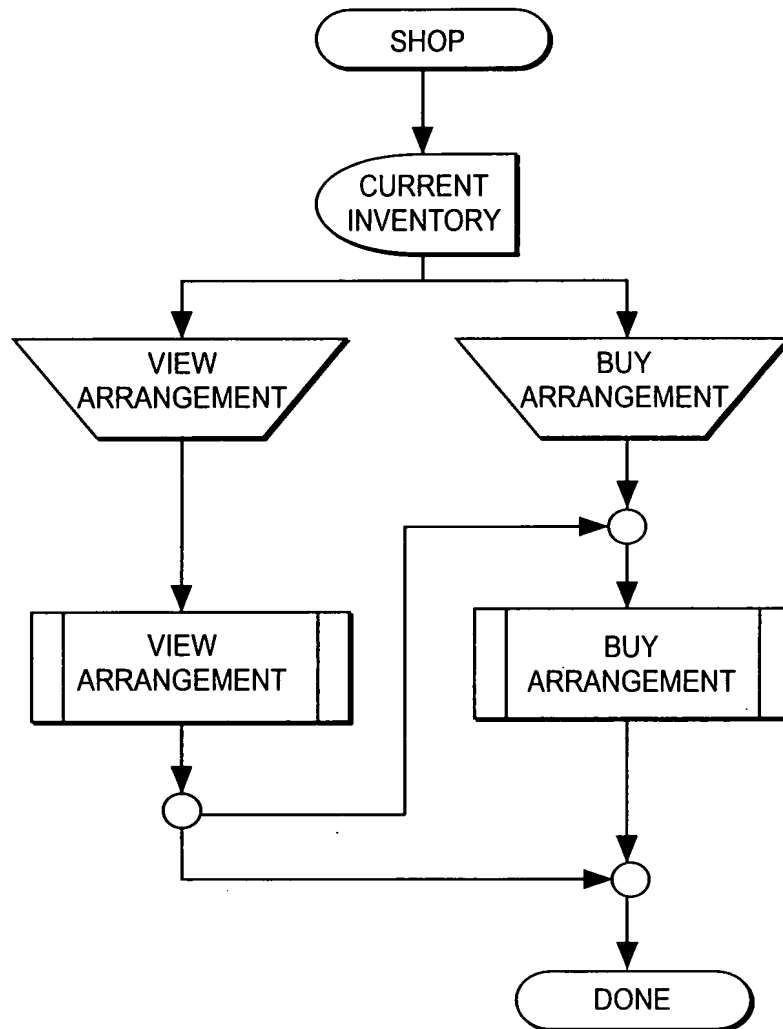 SHOP
CURRENT
INVENTORY
VIEW
ARRANGEMENT
BUY
ARRANGEMENT
VIEW
ARRANGEMENT
BUY
ARRANGEMENT
DONE